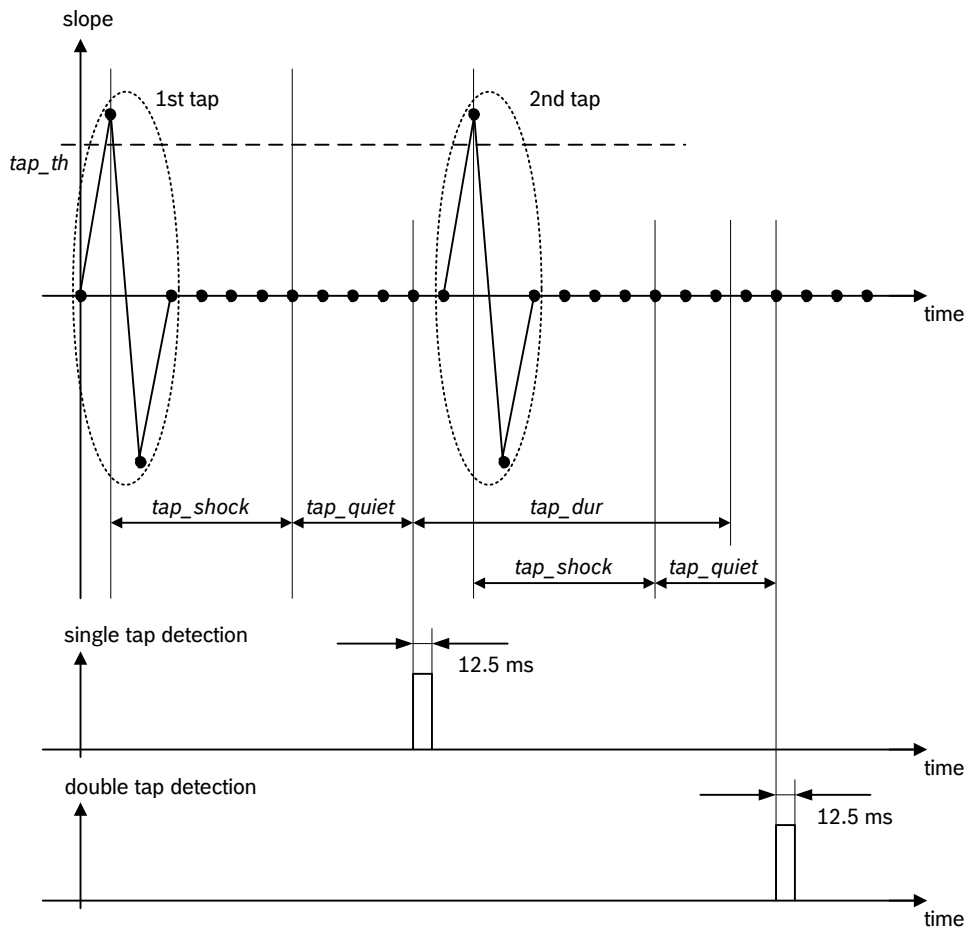 slope
1st tap
2nd tap
tap_th
time
tap_shock
tap_quiet
tap_dur
tap_shock
tap_quiet
single tap detection
12.5 ms
time
double tap detection
12.5 ms
time